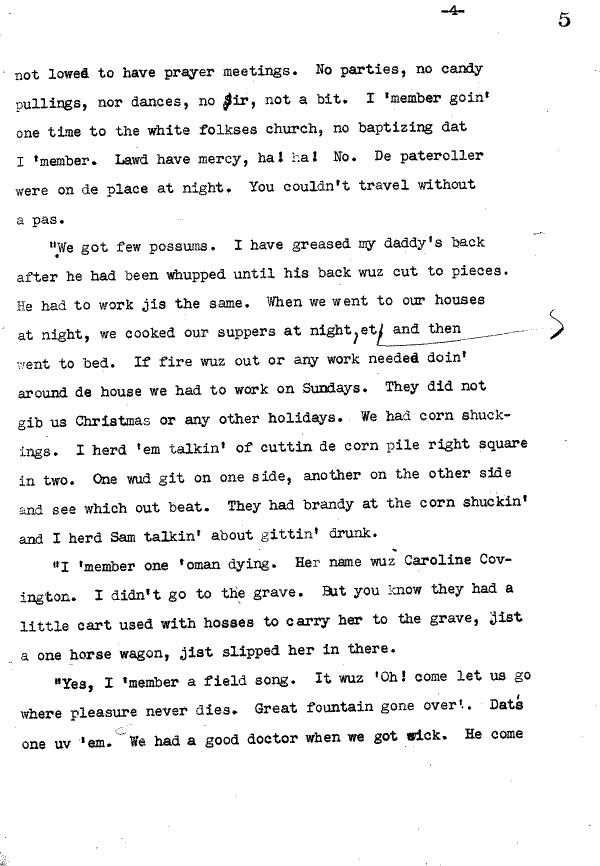 -4-
5
not lowed to have prayer meetings. No parties, no candy
pullings, nor dances, no sir, not a bit. I 'member goin'
one time to the white folkses church, no baptizing dat
I 'member. Lawd have mercy, ha! ha! No. De pateroller
were on de place at night. You couldn't travel without
a pas.
"We got few possums. I have greased my daddy's back
after he had been whupped until his back wuz cut to pieces.
He had to work jis the same. When we went to our houses
at night, we cooked our suppers at night, et, and then
went to bed. If fire wuz out or any work needed doin'
around de house we had to work on Sundays. They did not
gib us Christmas or any other holidays. We had corn shuck-
ings. I herd 'em talkin' of cuttin de corn pile right square
in two. One wud git on one side, another on the other side
and see which out beat. They had brandy at the corn shuckin'
and I herd Sam talkin' about gittin' drunk.
"I 'member one 'oman dying. Her name wuz Caroline Cov-
ington. I didn't go to the grave. But you know they had a
little cart used with hosses to carry her to the grave, jist
a one horse wagon, jist slipped her in there.
"Yes, I 'member a field song. It wuz 'Oh! come let us go
where pleasure never dies. Great fountain gone over'. Dat's
one uv 'em. We had a good doctor when we got sick. He come